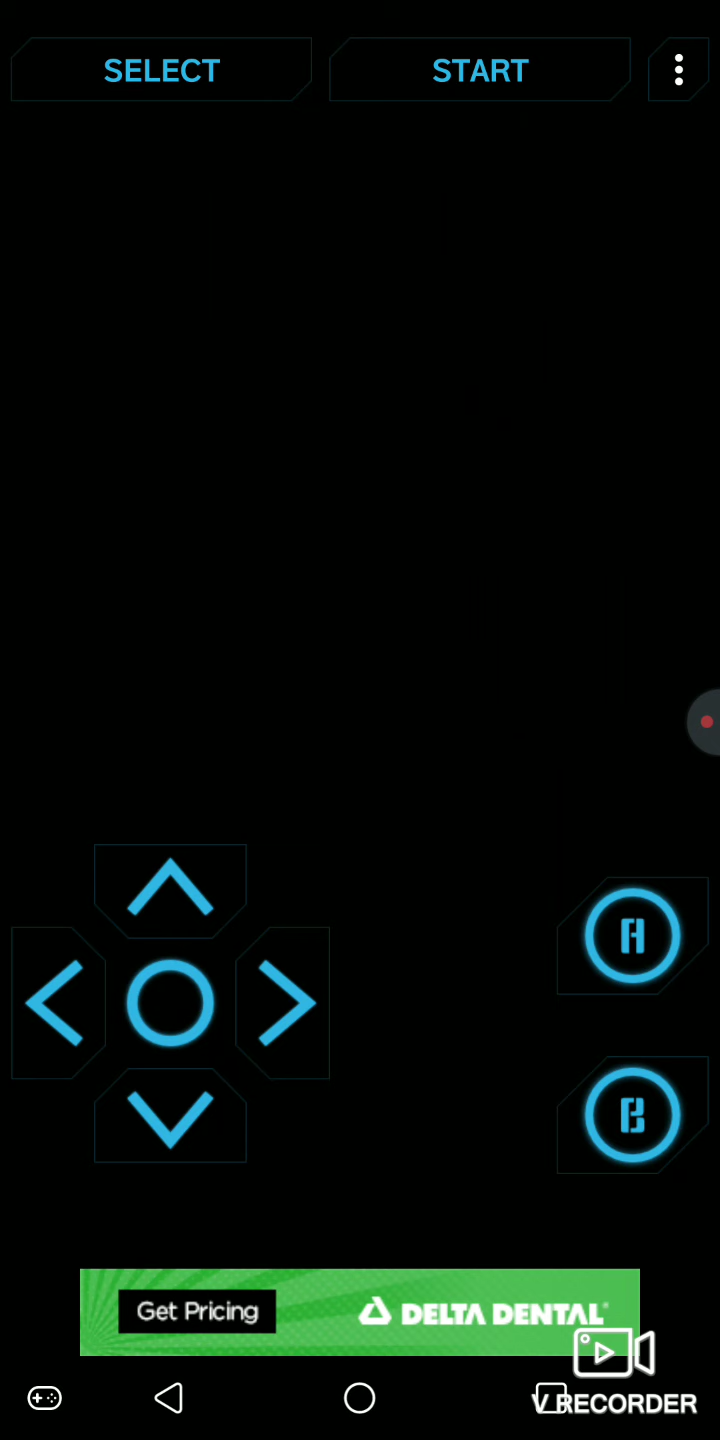 SELECT
START
A
B
Get Pricing
DELTA DENTAL®
V RECORDER